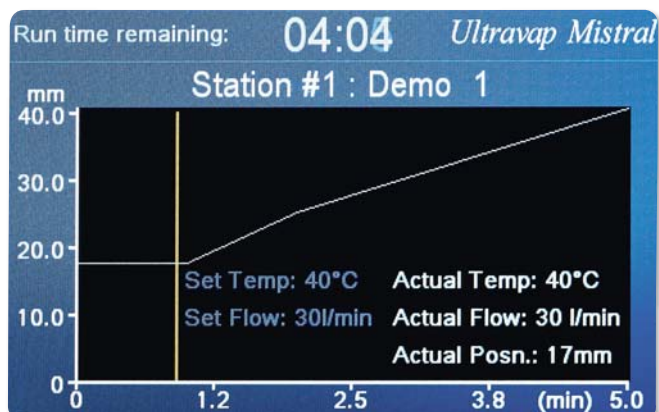 Run time remaining: 04:04 Ultravap Mistral
Station #1 : Demo 1
mm
40.0
30.0
20.0
Set Temp: 40°C Actual Temp: 40°C
10.0 Set Flow: 30l/min Actual Flow: 30 l/min
Actual Posn.: 17mm
0
0 1.2 2.5 3.8 (min) 5.0